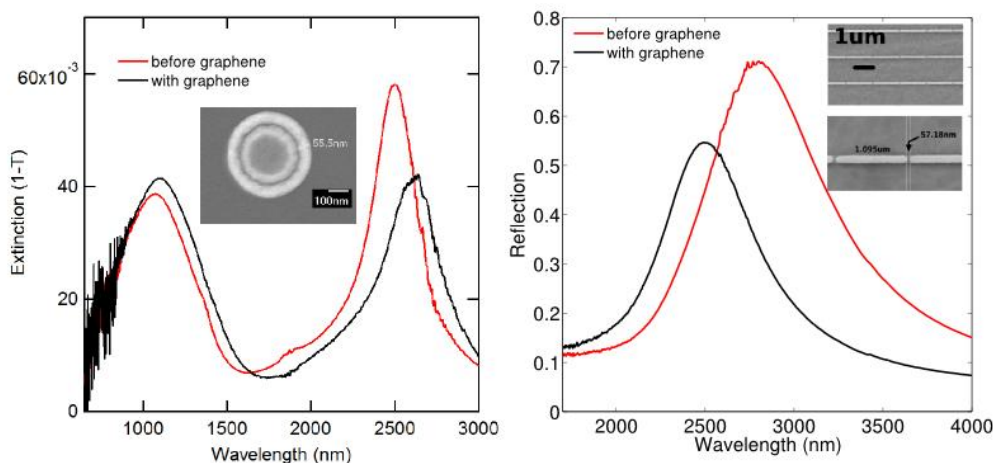 before graphene
with graphene
60x10-3
40
20
0
1000
1500
2000
2500
3000
Wavelength (nm)
Extinction (1-T)
55.5nm
100nm
before graphene
with graphene
0.8
0.7
0.6
0.5
0.4
0.3
0.2
0.1
0
2000
2500
3000
3500
4000
Wavelength (nm)
Reflection
1um
57.18nm
1.095um